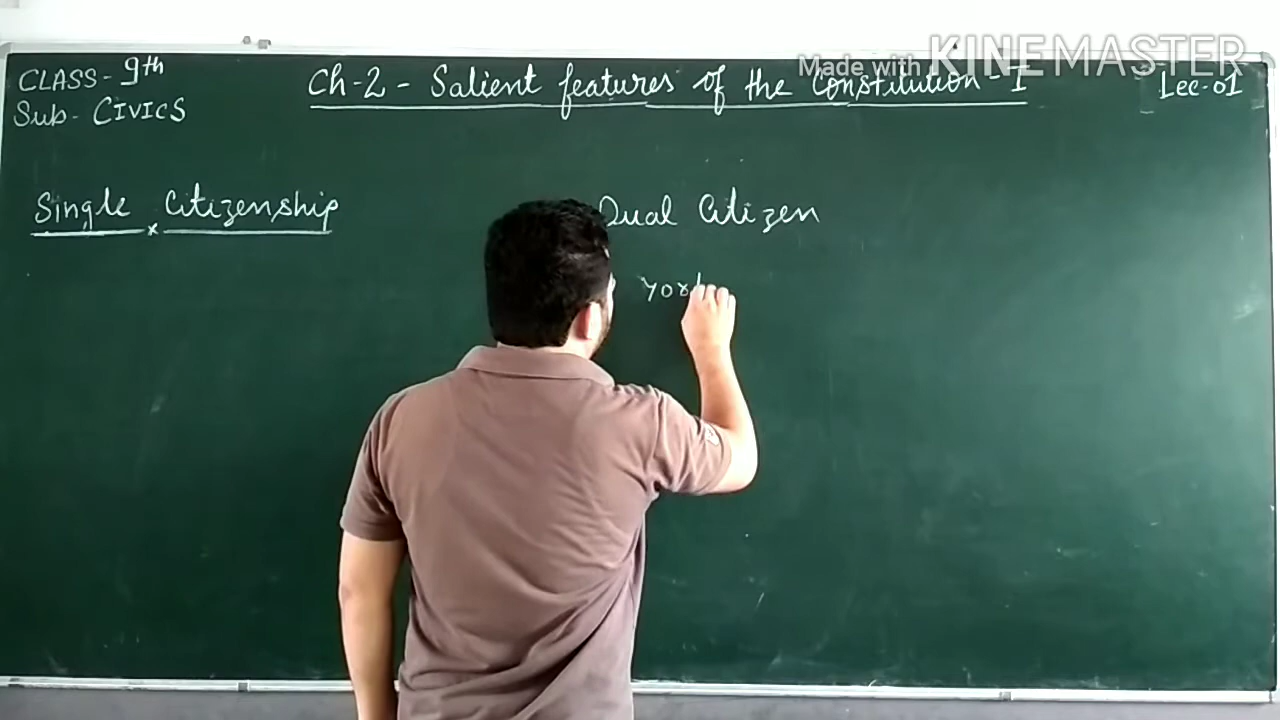 Made with KINEMASTER
CLASS- 9th
Ch-2 - Salient features of the Constitution - I
Lec-01
Sub- CIVICS
Single Citizenship
Dual Citizen
York